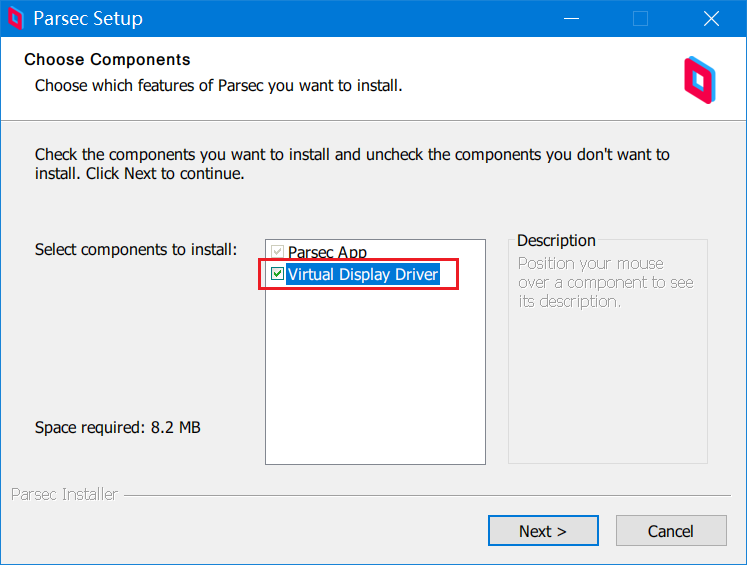 Parsec Setup
Choose Components
Choose which features of Parsec you want to install.
Check the components you want to install and uncheck the components you don't want to
install. Click Next to continue.
Select components to install:
Parsec App
Virtual Display Driver
Description
Position your mouse
over a component to see
its description.
Space required: 8.2 MB
Parsec Installer
Next >
Cancel